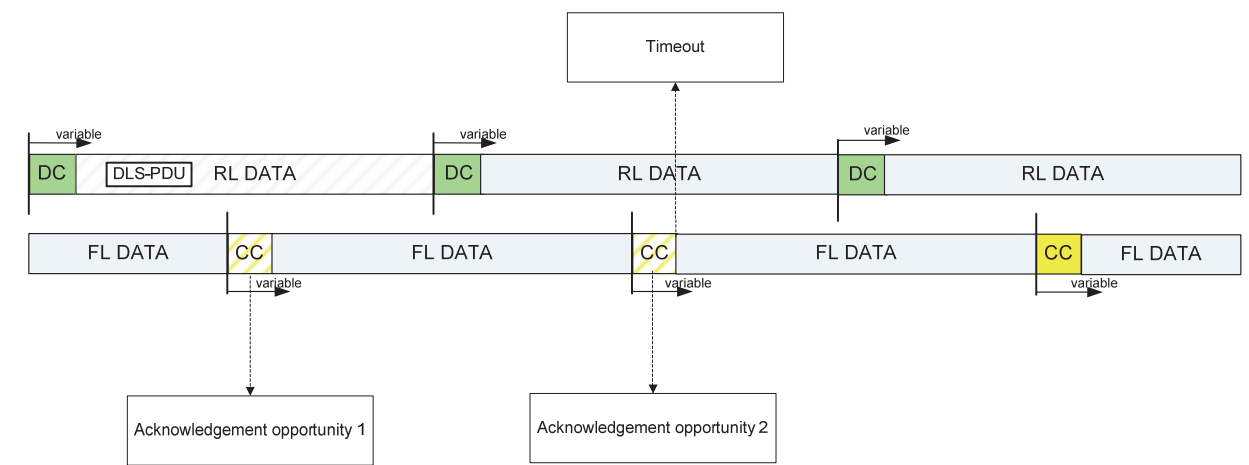 Timeout
variable
variable
variable
DC
DLS-PDU
RL DATA
DC
RL DATA
DC
RL DATA
FL DATA
CC
FL DATA
CC
FL DATA
CC
FL DATA
variable
variable
variable
Acknowledgement opportunity 1
Acknowledgement opportunity 2